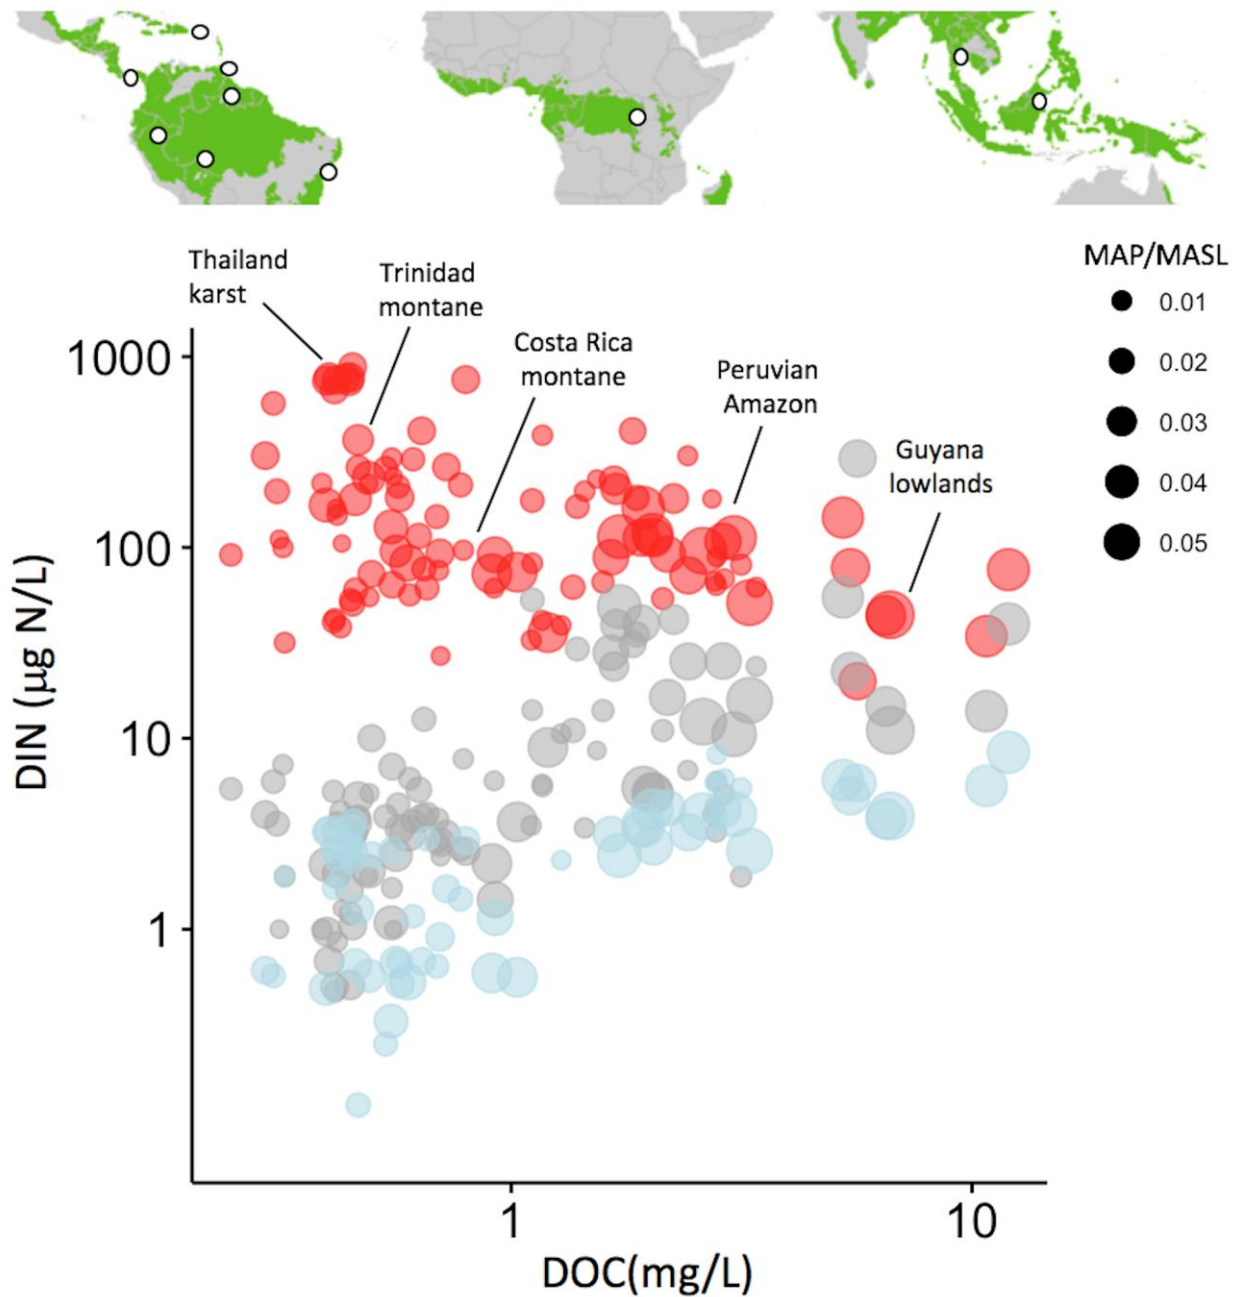 Thailand
karst
Trinidad
montane
Costa Rica
montane
Peruvian
Amazon
Guyana
lowlands
MAP/MASL
0.01
0.02
0.03
0.04
0.05
DIN (µg N/L)
1000
100
10
1
1
10
DOC(mg/L)